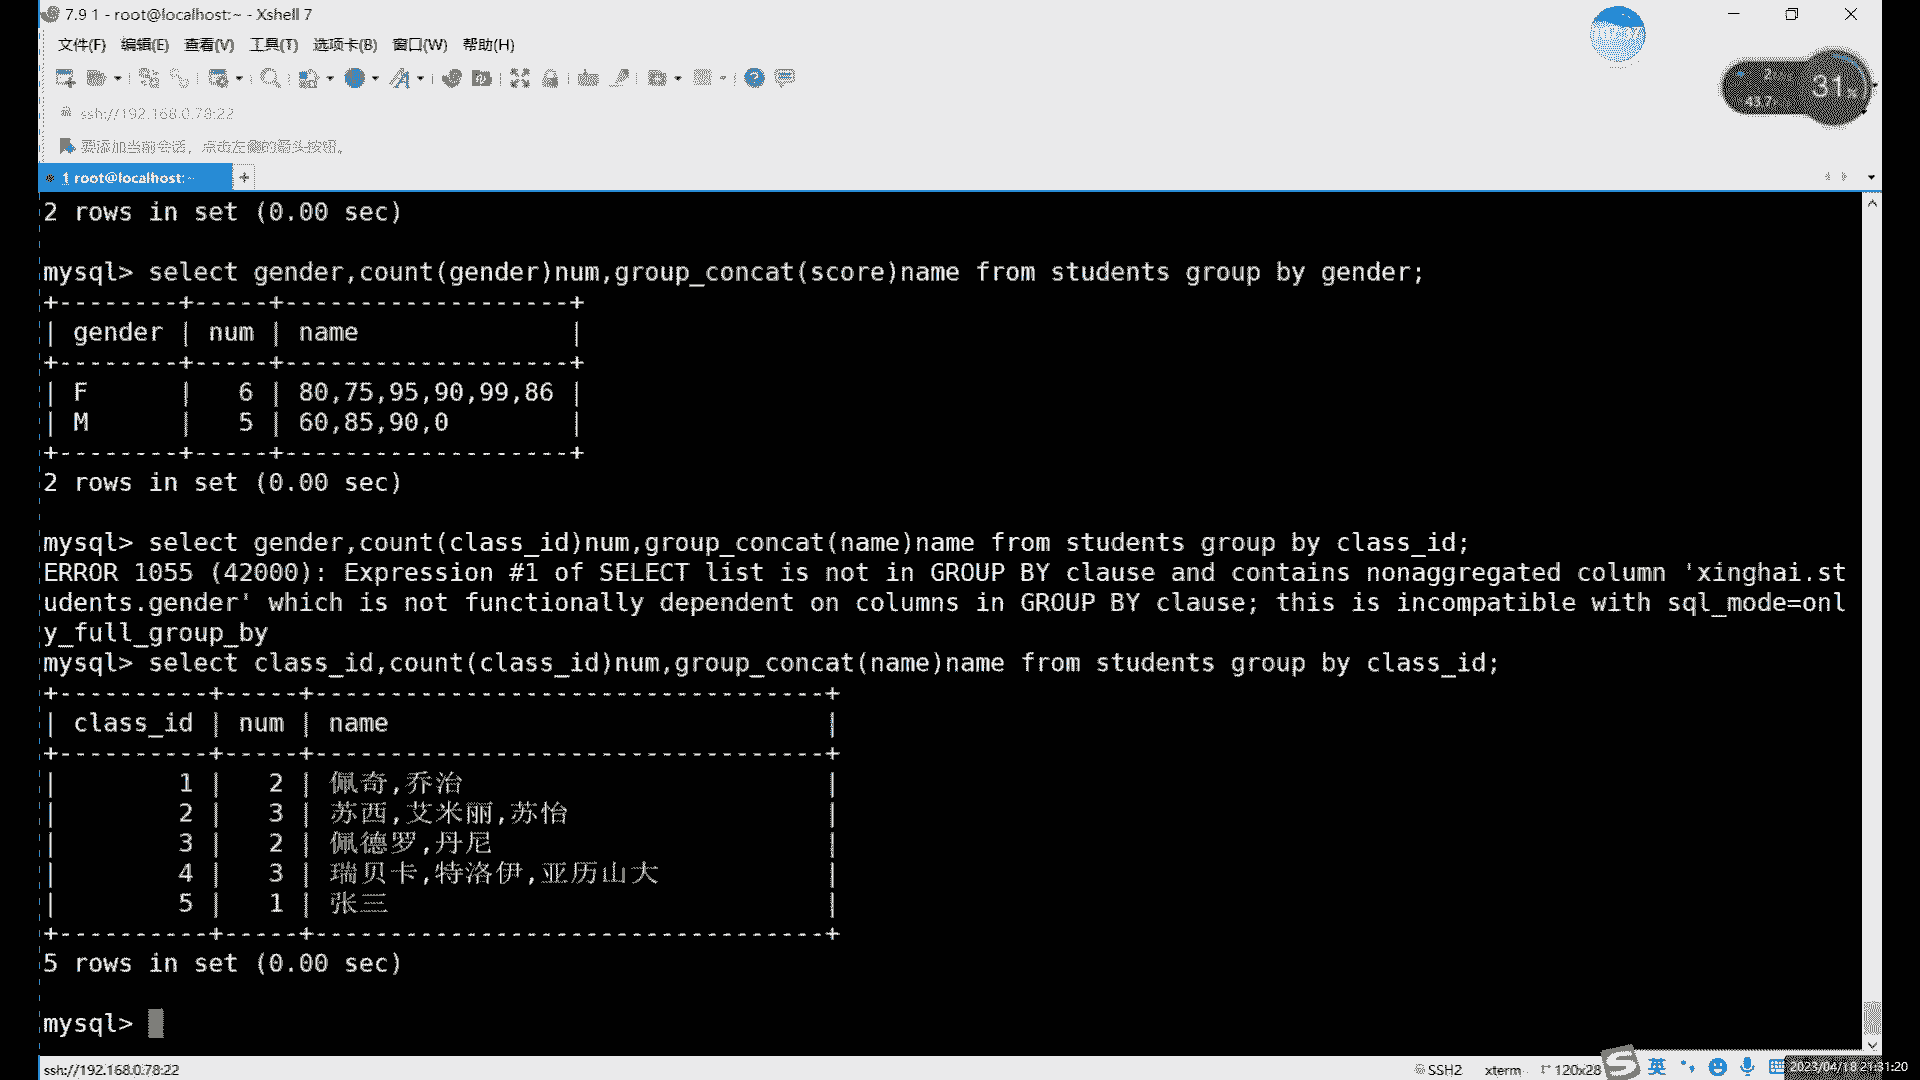 7.9 1 - root@localhost:~ - Xshell 7
文件(F) 编辑(E) 查看(V) 工具(T) 选项卡(B) 窗口(W) 帮助(H)
31%
43.7
ssh://192.168.0.78:22
要添加当前会话，点击左侧的箭头按钮。
1 root@localhost:~ +
2 rows in set (0.00 sec)
mysql> select gender,count(gender)num,group_concat(score)name from students group by gender;
+--------+-----+-------------------+
| gender | num | name              |
+--------+-----+-------------------+
| F      |   6 | 80,75,95,90,99,86 |
| M      |   5 | 60,85,90,0        |
+--------+-----+-------------------+
2 rows in set (0.00 sec)
mysql> select gender,count(class_id)num,group_concat(name)name from students group by class_id;
ERROR 1055 (42000): Expression #1 of SELECT list is not in GROUP BY clause and contains nonaggregated column 'xinghai.st
udents.gender' which is not functionally dependent on columns in GROUP BY clause; this is incompatible with sql_mode=onl
y_full_group_by
mysql> select class_id,count(class_id)num,group_concat(name)name from students group by class_id;
+----------+-----+----------------------------------+
| class_id | num | name                             |
+----------+-----+----------------------------------+
|        1 |   2 | 佩奇,乔治                        |
|        2 |   3 | 苏西,艾米丽,苏怡                 |
|        3 |   2 | 佩德罗,丹尼                      |
|        4 |   3 | 瑞贝卡,特洛伊,亚历山大           |
|        5 |   1 | 张三                             |
+----------+-----+----------------------------------+
5 rows in set (0.00 sec)
mysql>
ssh://192.168.0.78:22 SSH2 xterm 120x28 英 2023/04/18 21:31:20